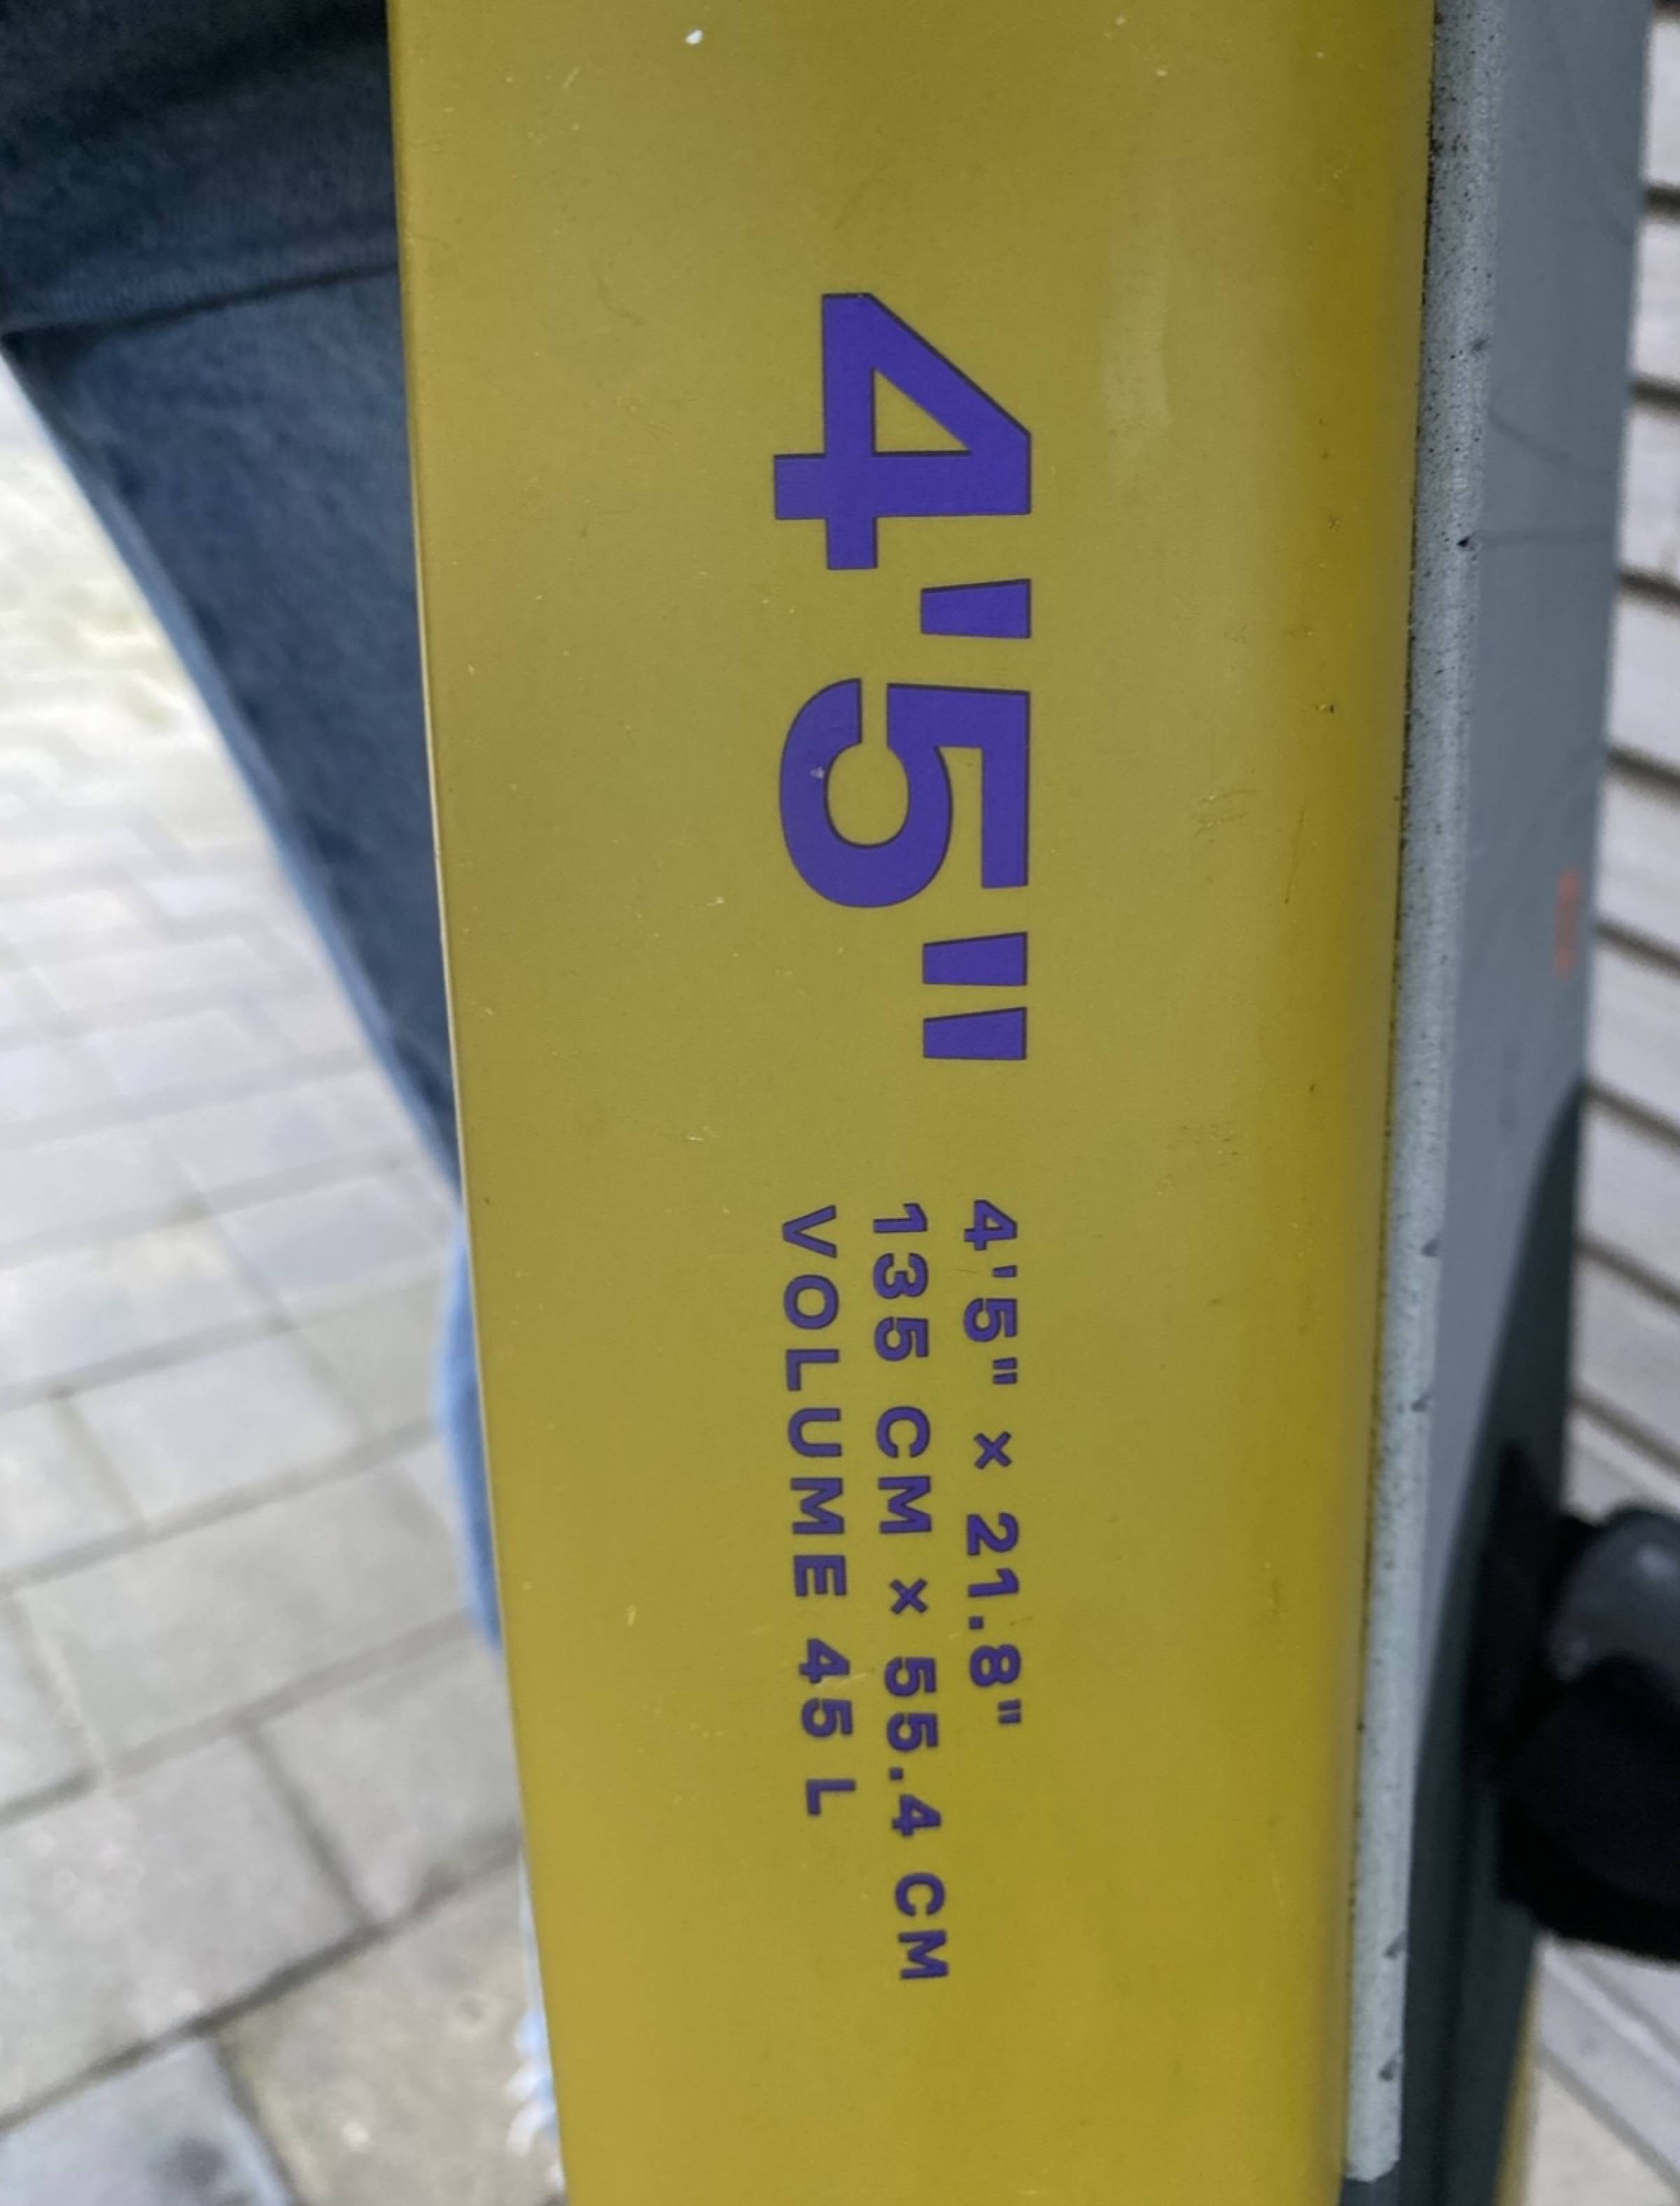 4'5"
4'5" × 21.8"
135 CM × 55.4 CM
VOLUME 45 L